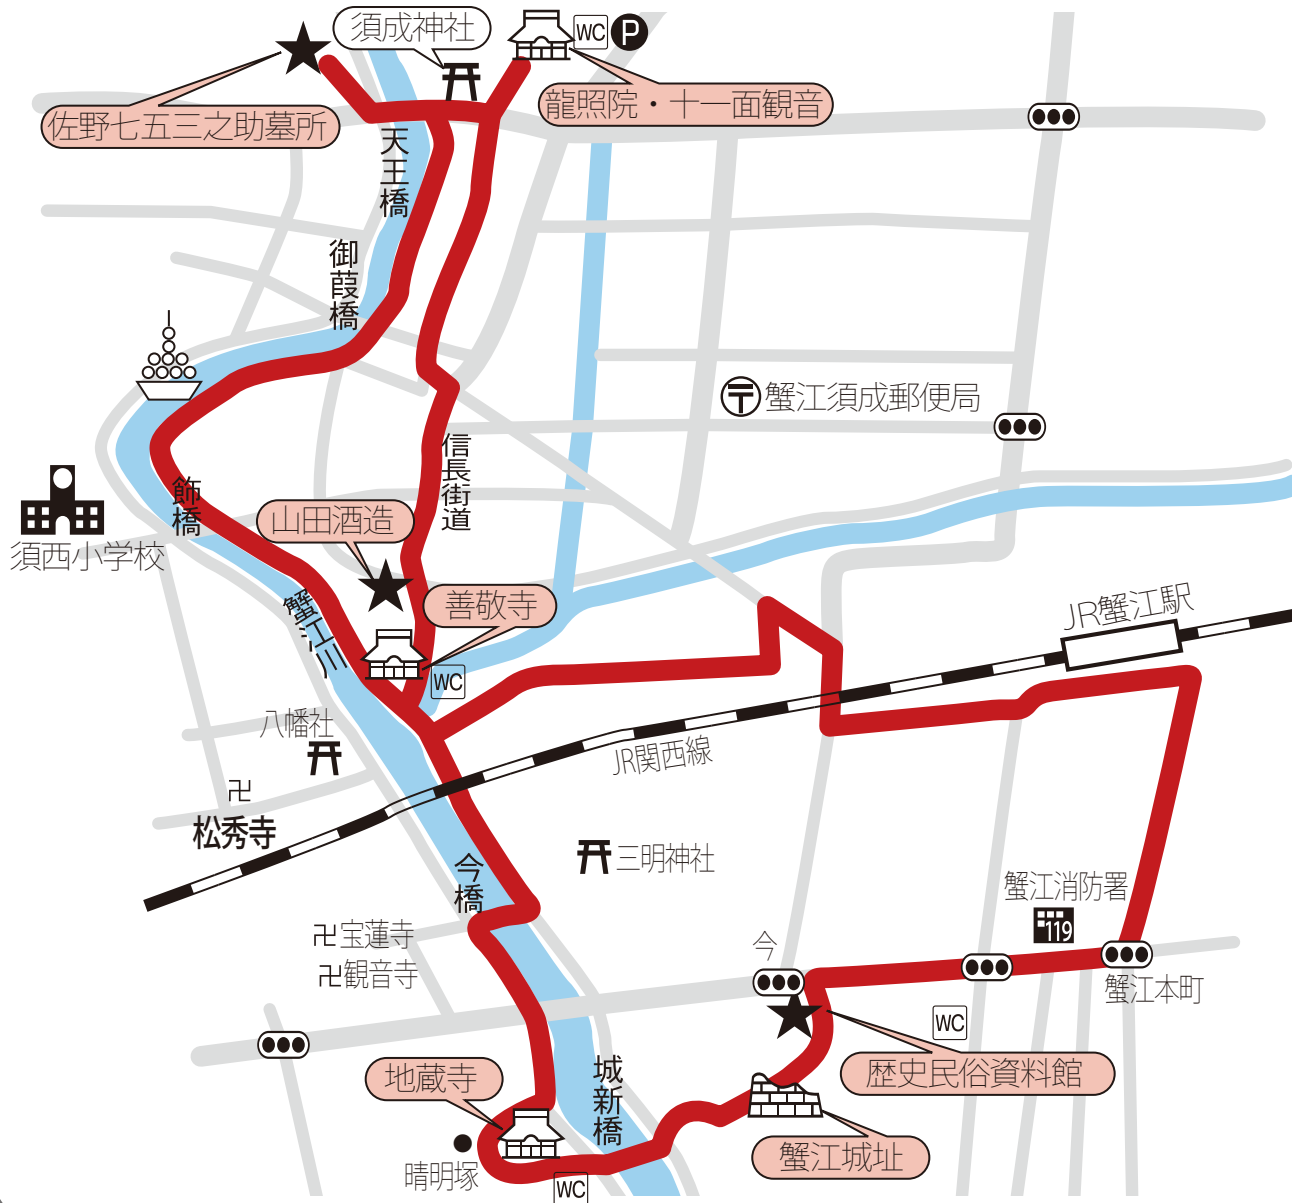 須成神社
WC
P
龍照院・十一面観音
佐野七五三之助墓所
天王橋
御葭橋
〒蟹江須成郵便局
信長街道
飾橋
山田酒造
須西小学校
善敬寺
蟹江川
WC
JR蟹江駅
八幡社
JR関西線
卍
松秀寺
今橋
三明神社
蟹江消防署
119
卍宝蓮寺
卍観音寺
今
蟹江本町
WC
歴史民俗資料館
地蔵寺
城新橋
蟹江城址
晴明塚
WC